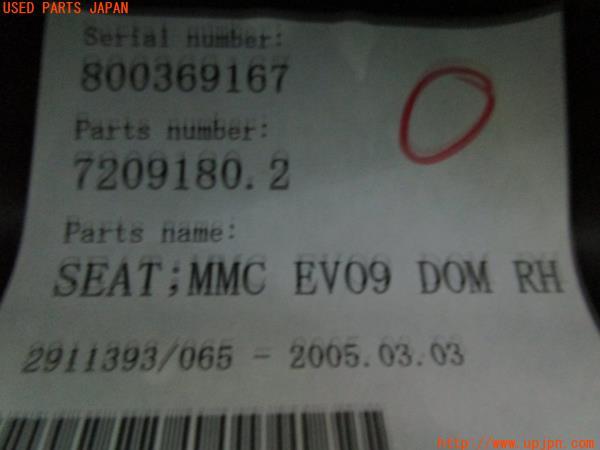 USED PARTS JAPAN
Serial number:
800369167
Parts number:
7209180.2
Parts name:
SEAT;MMC EVO9 DOM RH
2911393/065 - 2005.03.03
http://www.upjpn.com